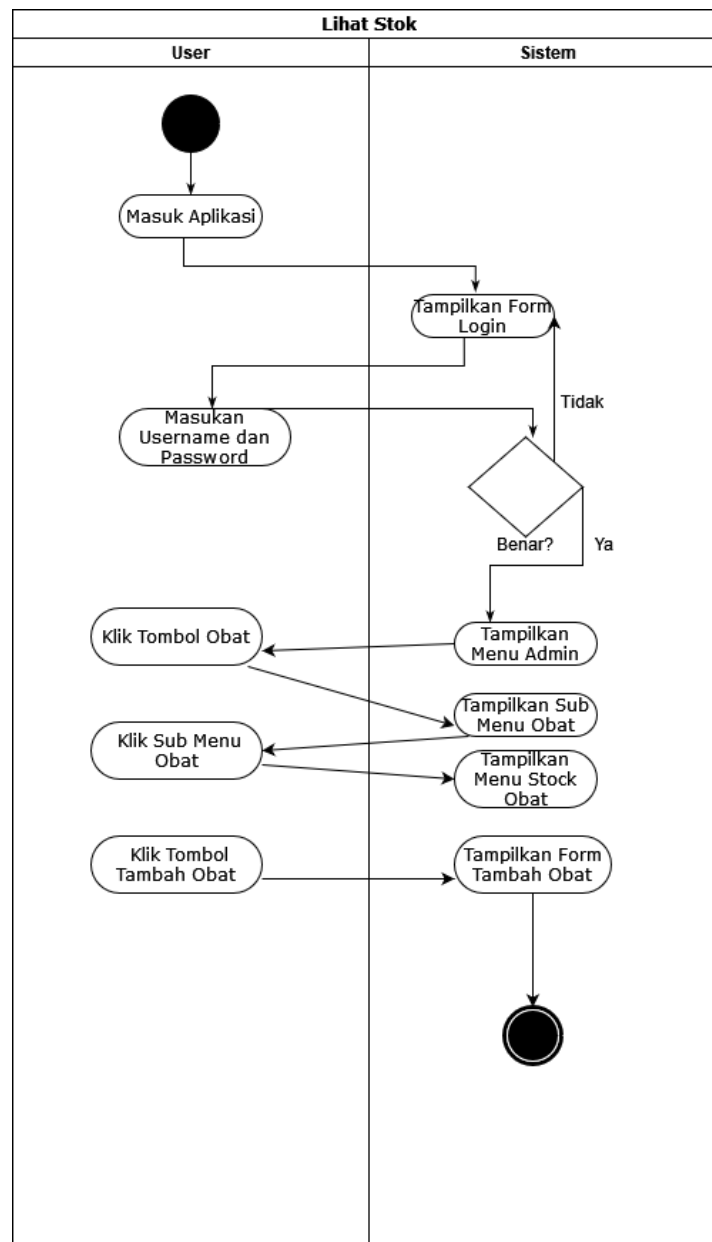 Lihat Stok
User
Sistem
Masuk Aplikasi
Tampilkan Form
Login
Masukan
Username dan
Password
Tidak
Benar?
Ya
Tampilkan
Menu Admin
Klik Tombol Obat
Tampilkan Sub
Menu Obat
Klik Sub Menu
Obat
Tampilkan
Menu Stock
Obat
Klik Tombol
Tambah Obat
Tampilkan Form
Tambah Obat